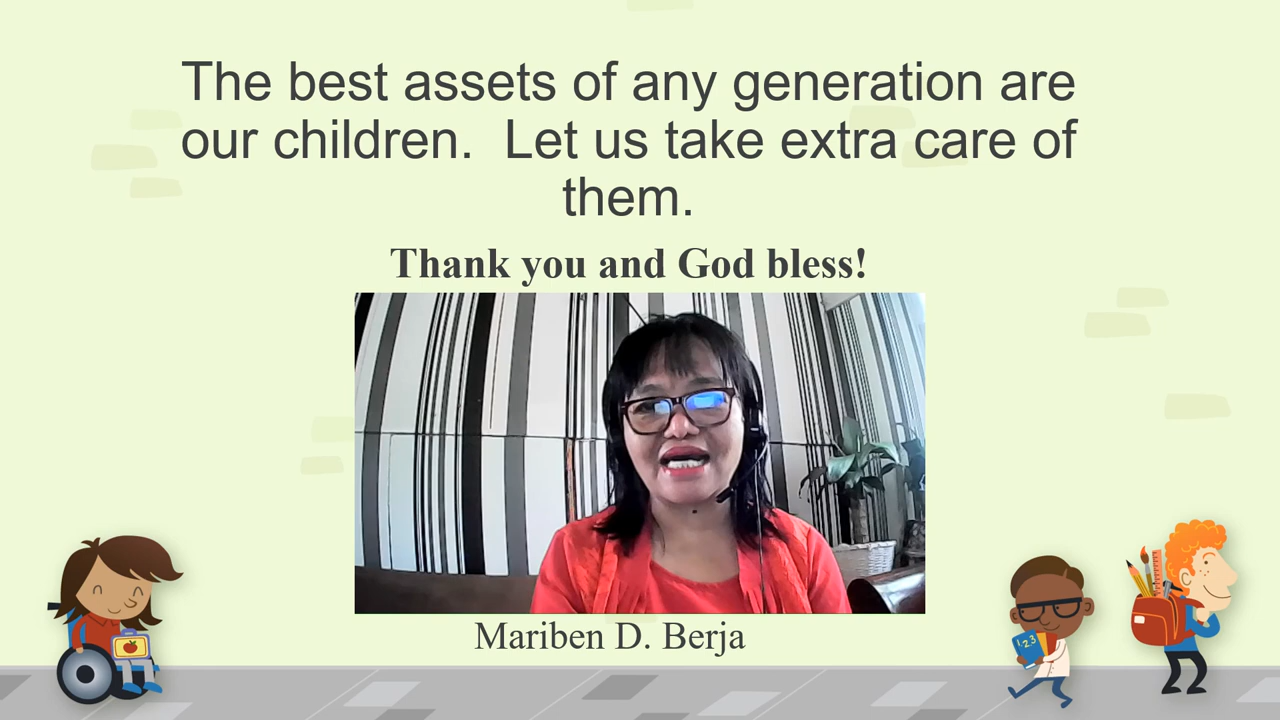 The best assets of any generation are
our children.  Let us take extra care of
them.
Thank you and God bless!
Mariben D. Berja
123